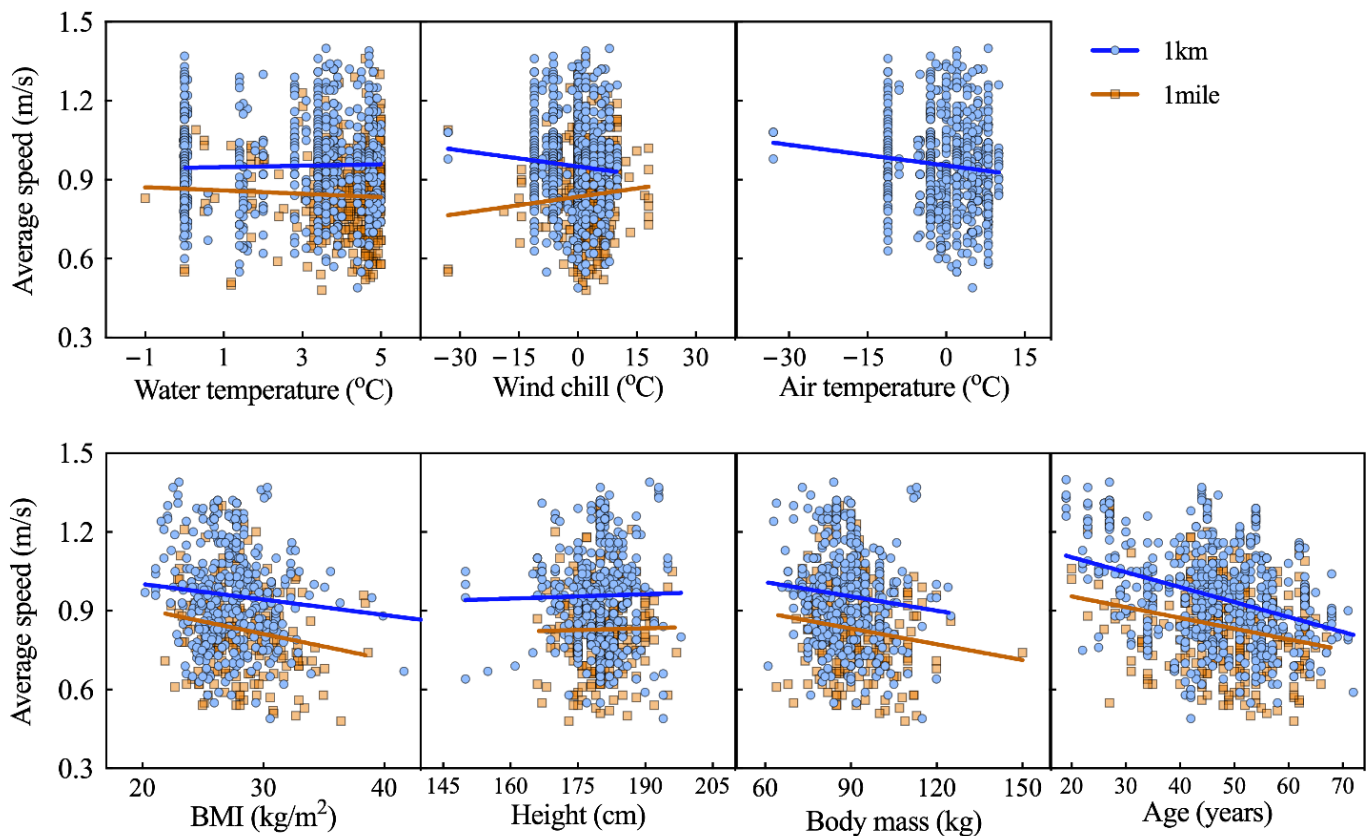 1.5
1.2
0.9
0.6
0.3
Average speed (m/s)
1km
1mile
−1 1 3 5
Water temperature (°C)
−30 −15 0 15 30
Wind chill (°C)
−30 −15 0 15
Air temperature (°C)
1.5
1.2
0.9
0.6
0.3
Average speed (m/s)
20 30 40
BMI (kg/m²)
145 160 175 190 205
Height (cm)
60 90 120 150
Body mass (kg)
20 30 40 50 60 70
Age (years)